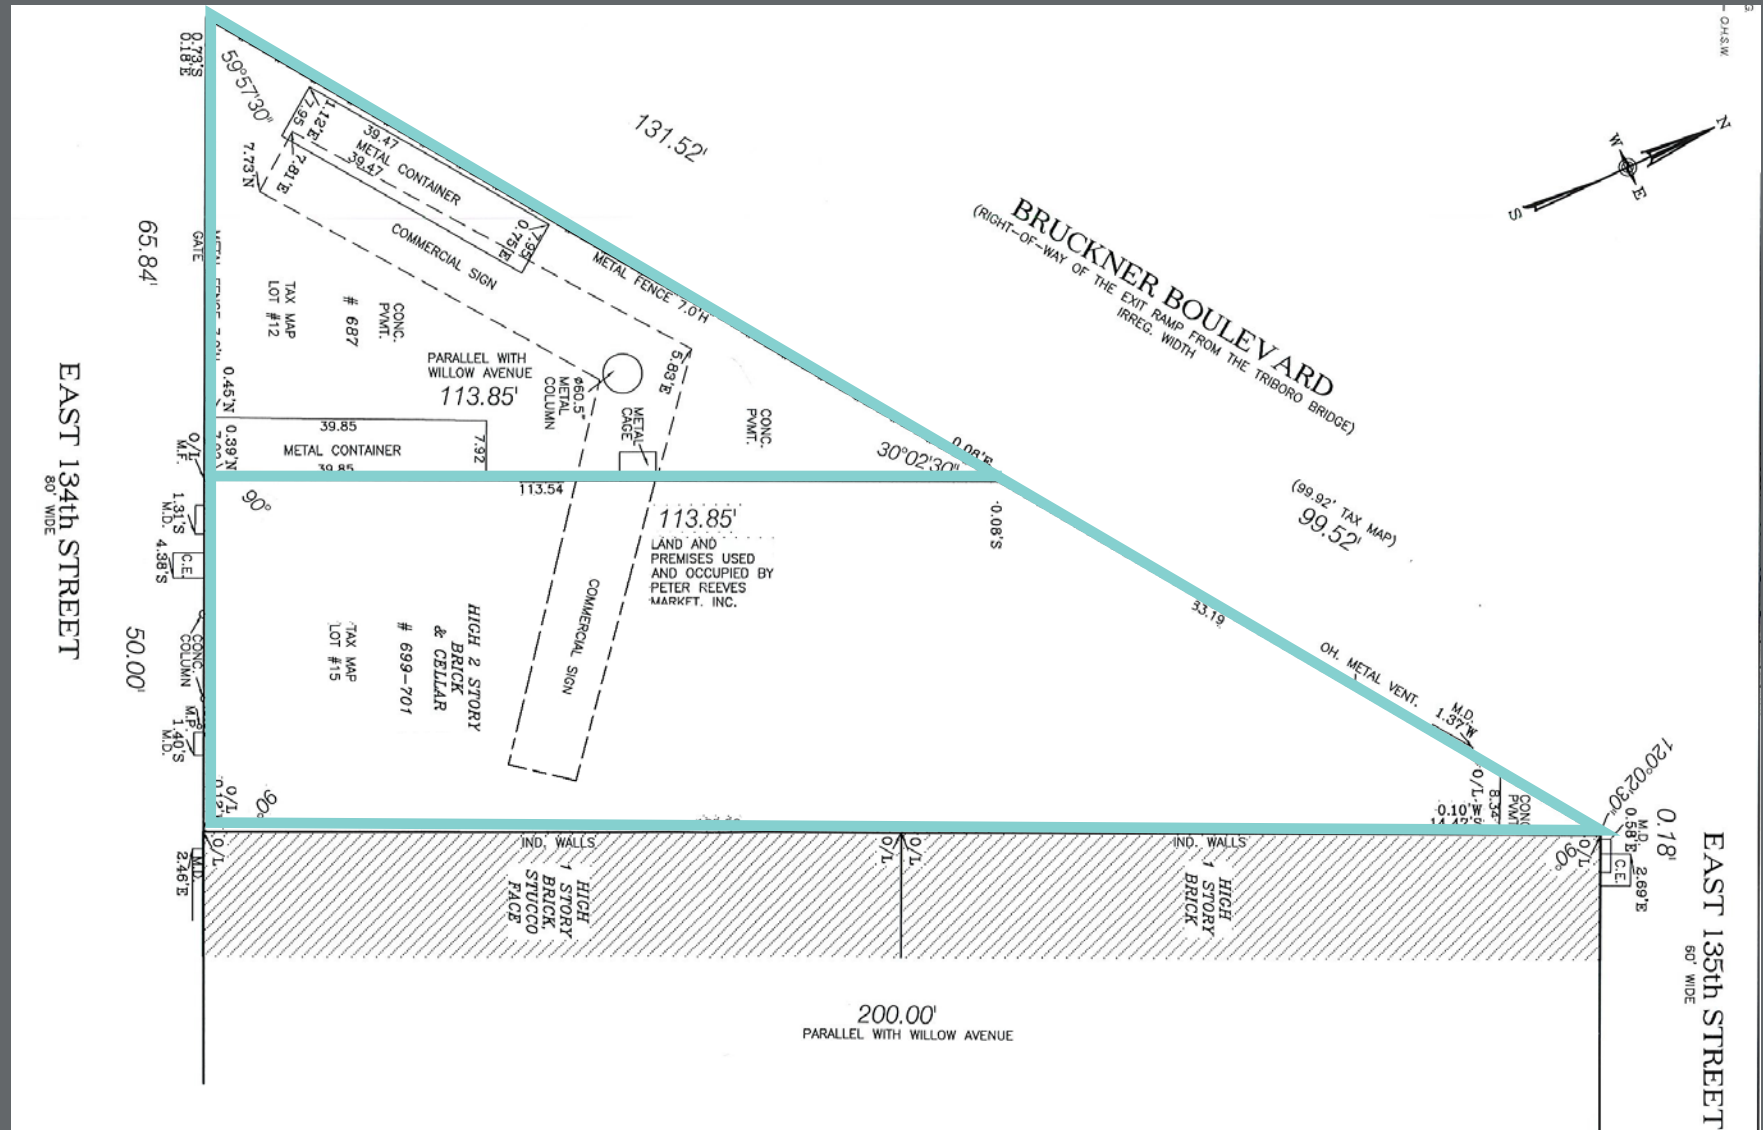 O.H.S.W.
N
W
E
S
BRUCKNER BOULEVARD
(RIGHT-OF-WAY OF THE EXIT RAMP FROM THE TRIBORO BRIDGE)
IRREG. WIDTH
131.52'
0.73'S
0.18'E
59°57'30"
7.95
1.12'E
39.47
METAL CONTAINER
39.47
7.81'E
7.73'N
7.95
0.75'E
COMMERCIAL SIGN
METAL FENCE 7.0'H
65.84'
GATE
TAX MAP
LOT #12
# 687
CONC.
PVMT.
PARALLEL WITH
WILLOW AVENUE
113.85'
ø60.5"
METAL
COLUMN
METAL
CAGE
5.83'E
CONC.
PVMT.
30°02'30"
0.08'E
0.45'N
0.39'N
39.85
METAL CONTAINER
39.85
7.92
O/L
M.F.
EAST 134th STREET
80' WIDE
90°
113.54
113.85'
LAND AND
PREMISES USED
AND OCCUPIED BY
PETER REEVES
MARKET, INC.
0.08'S
(99.92' TAX MAP)
99.52'
33.19
1.31'S
M.D.
4.38'S
C.E.
CONC.
COLUMN
M.P.
1.40'S
M.D.
50.00'
TAX MAP
LOT #15
# 699-701
HIGH 2 STORY
BRICK
& CELLAR
COMMERCIAL SIGN
OH. METAL VENT.
M.D.
1.37'W
O/L
90°
O/L
0.10'W
14.42'S
8.34'
CONC.
PVMT.
120°02'30"
0.18'
M.D.
0.58'E
90°
O/L
C.E.
2.69'E
EAST 135th STREET
60' WIDE
M.D.
2.46'E
O/L
IND. WALLS
HIGH
1 STORY
BRICK,
STUCCO
FACE
O/L
O/L
IND. WALLS
HIGH
1 STORY
BRICK
200.00'
PARALLEL WITH WILLOW AVENUE